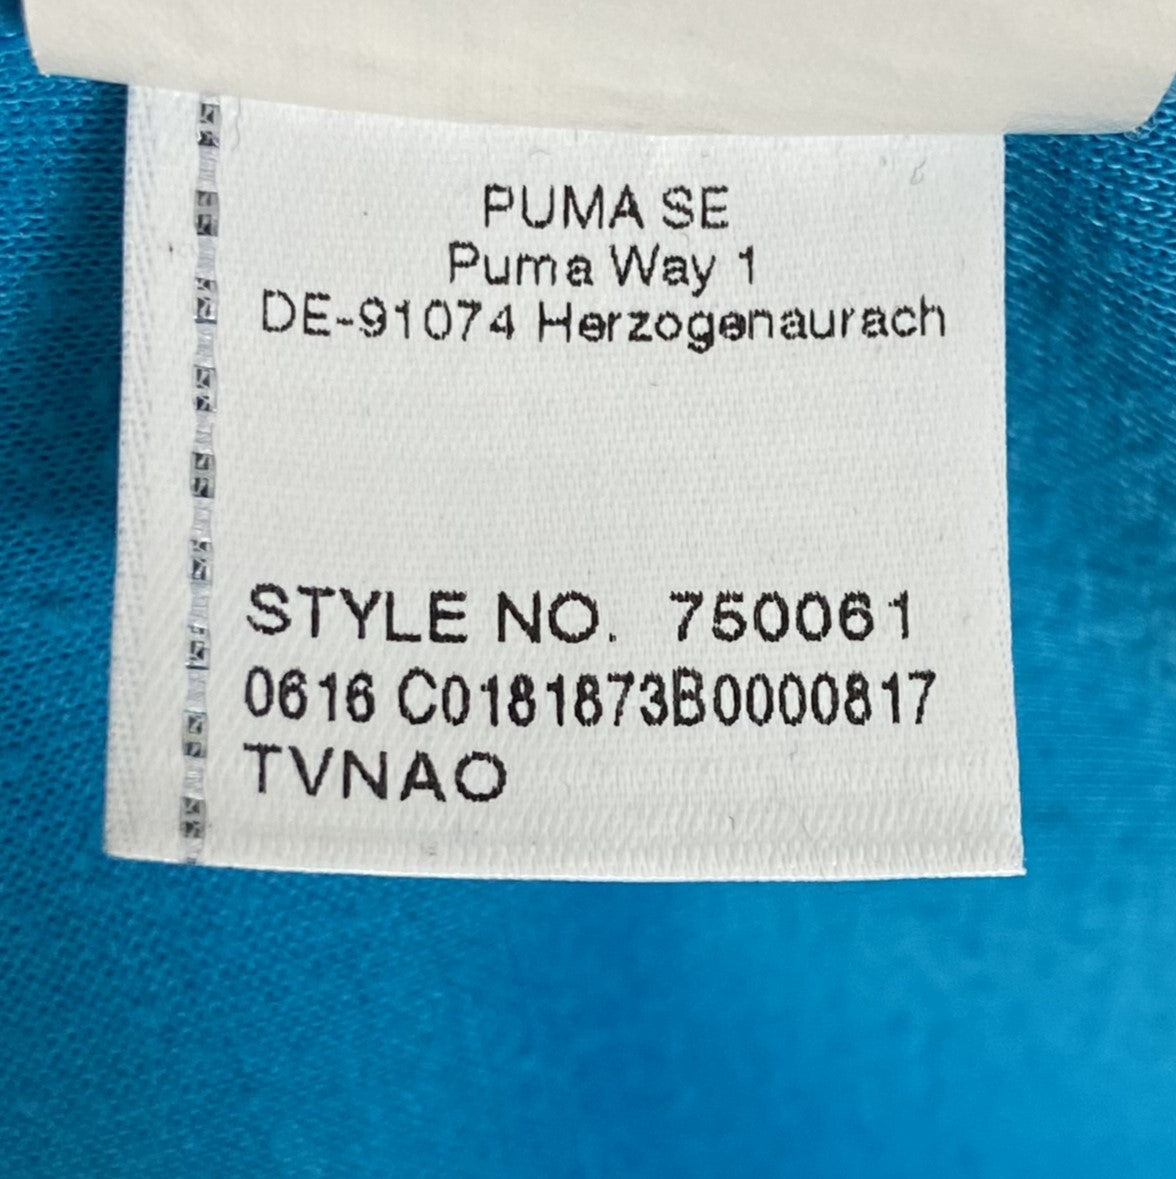 PUMA SE
Puma Way 1
DE-91074 Herzogenaurach
STYLE NO. 750061
0616 C0181873B0000817
TVNAO